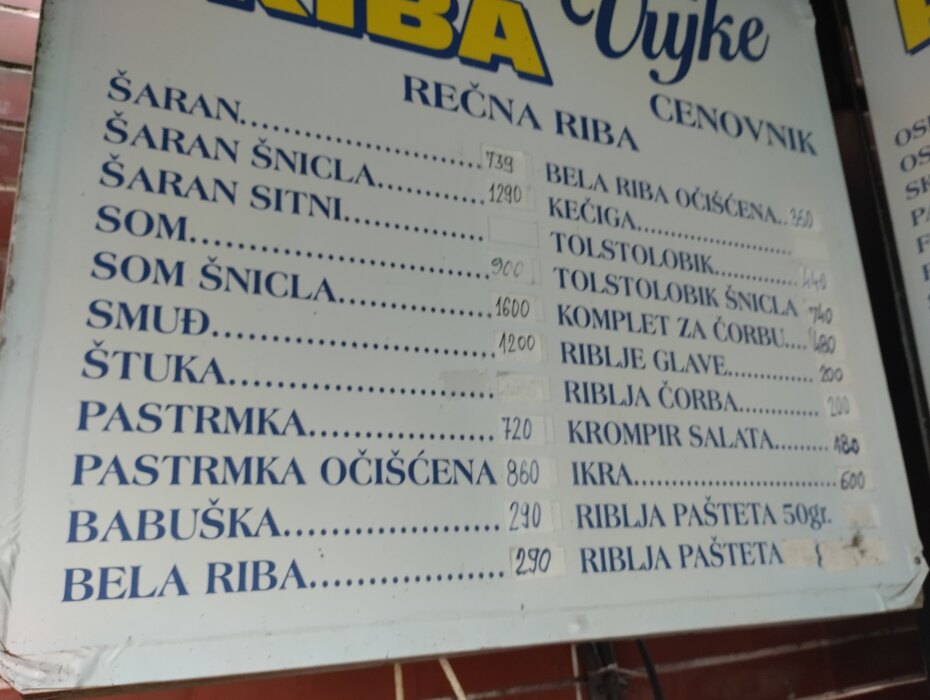 RIBA
Vujke
REČNA RIBA
CENOVNIK
ŠARAN........................739
ŠARAN ŠNICLA...........1290
ŠARAN SITNI..............
SOM............................900
SOM ŠNICLA...............1600
SMUĐ..........................1200
ŠTUKA.........................
PASTRMKA..................720
PASTRMKA OČIŠĆENA 860
BABUŠKA....................290
BELA RIBA..................290
BELA RIBA OČIŠĆENA..360
KEČIGA.......................
TOLSTOLOBIK............440
TOLSTOLOBIK ŠNICLA 740
KOMPLET ZA ČORBU....480
RIBLJE GLAVE............200
RIBLJA ČORBA...........200
KROMPIR SALATA........180
IKRA...........................600
RIBLJA PAŠTETA 50gr.
RIBLJA PAŠTETA